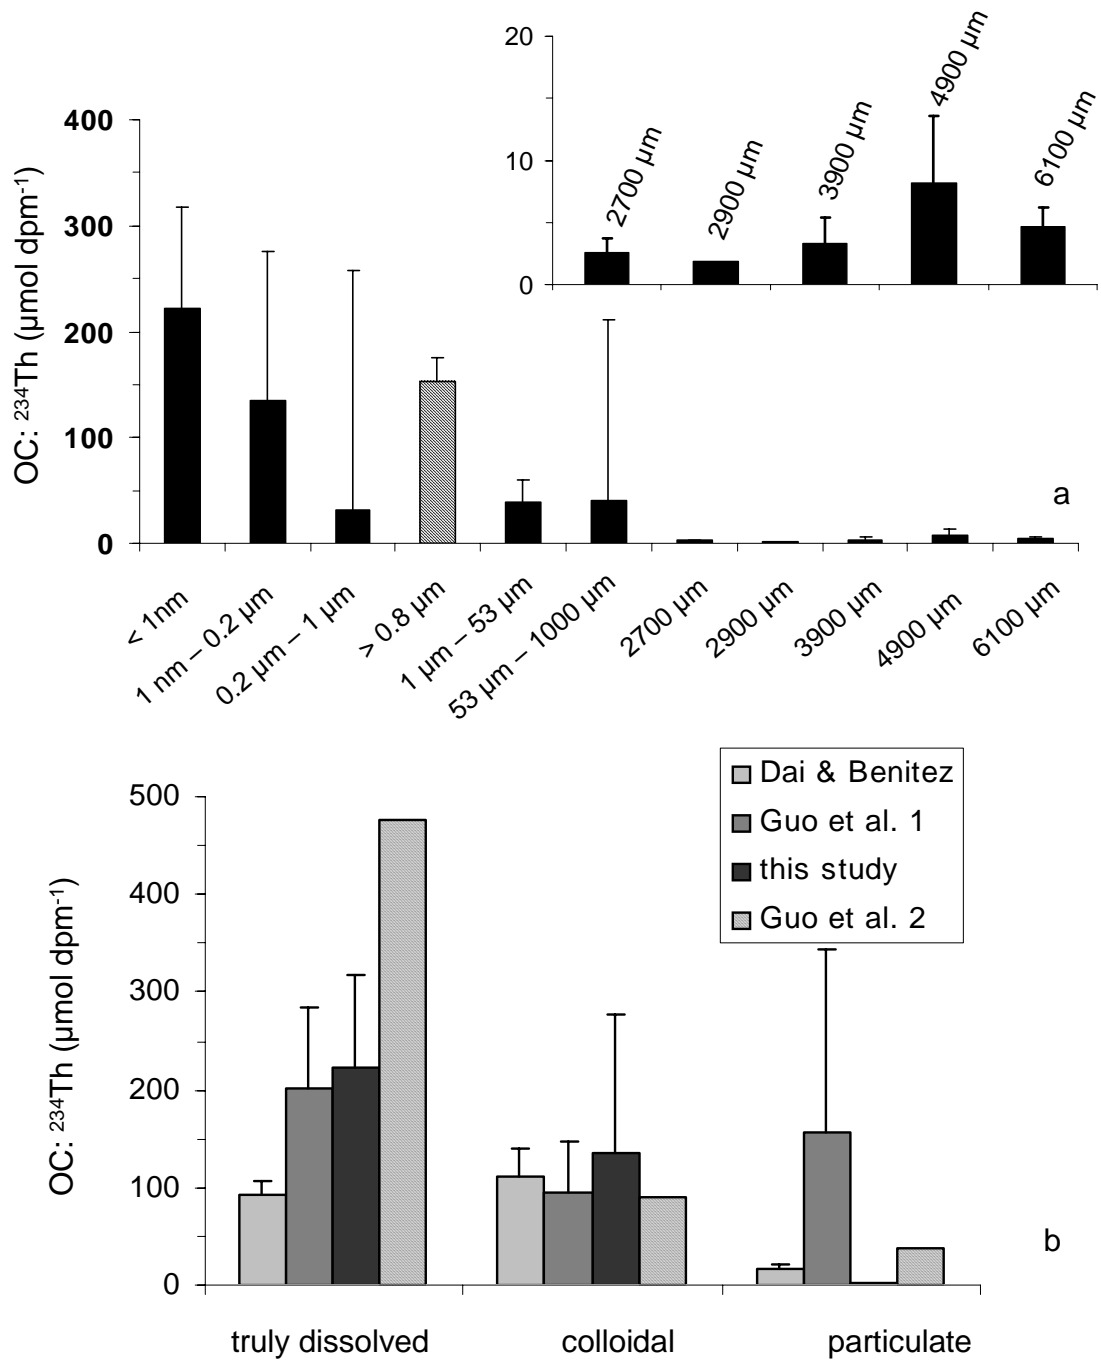 20
10
0
2700 µm
2900 µm
3900 µm
4900 µm
6100 µm
OC: ²³⁴Th (µmol dpm⁻¹)
400
300
200
100
0
a
< 1nm
1 nm – 0.2 µm
0.2 µm – 1 µm
> 0.8 µm
1 µm – 53 µm
53 µm – 1000 µm
2700 µm
2900 µm
3900 µm
4900 µm
6100 µm
Dai & Benitez
Guo et al. 1
this study
Guo et al. 2
OC: ²³⁴Th (µmol dpm⁻¹)
500
400
300
200
100
0
b
truly dissolved
colloidal
particulate